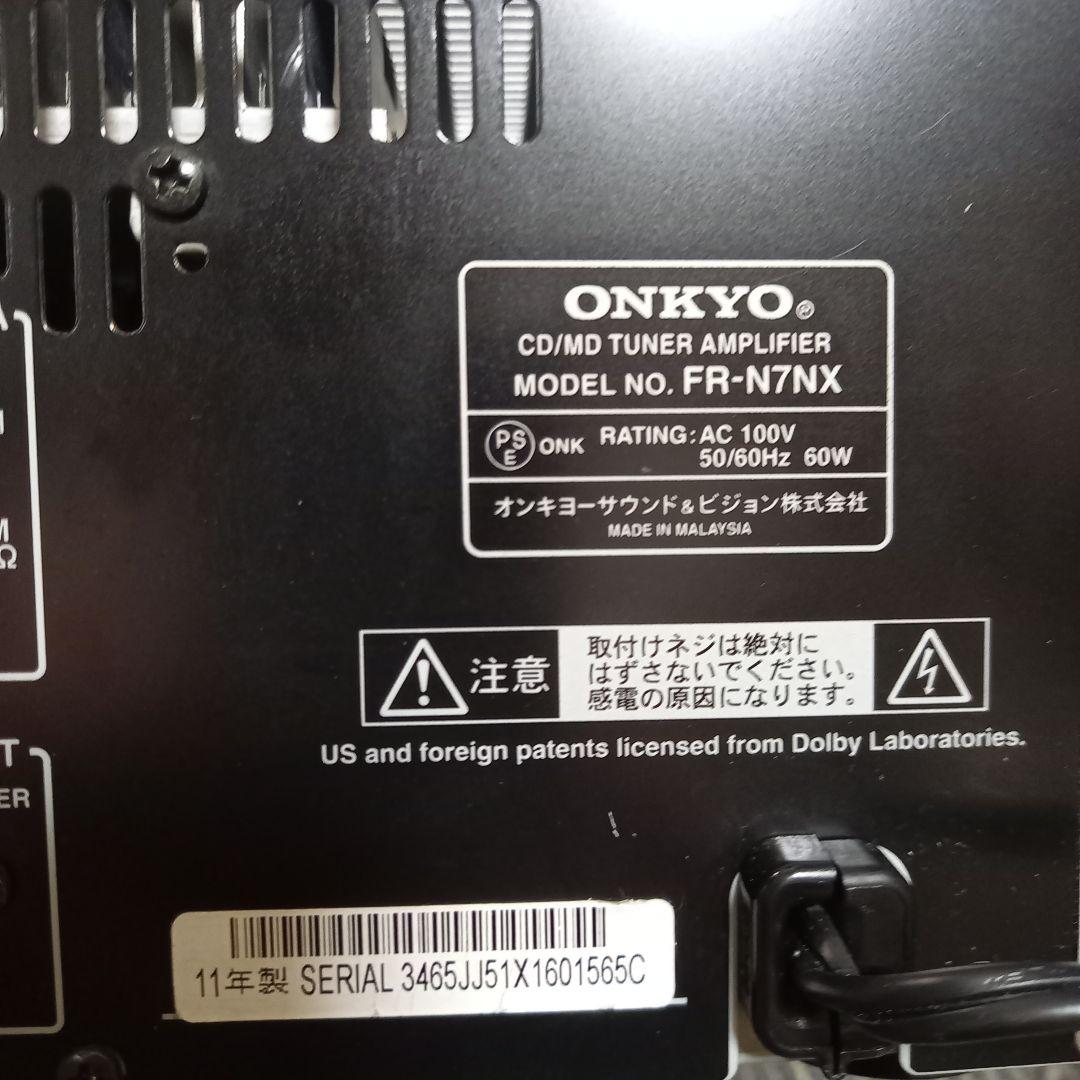 ONKYO®
CD/MD TUNER AMPLIFIER
MODEL NO. FR-N7NX
PSE ONK RATING: AC 100V
50/60Hz 60W
オンキヨーサウンド&ビジョン株式会社
MADE IN MALAYSIA
M
Ω
注意
取付けネジは絶対に
はずさないでください。
感電の原因になります。
US and foreign patents licensed from Dolby Laboratories.
T
ER
11年製 SERIAL 3465JJ51X1601565C